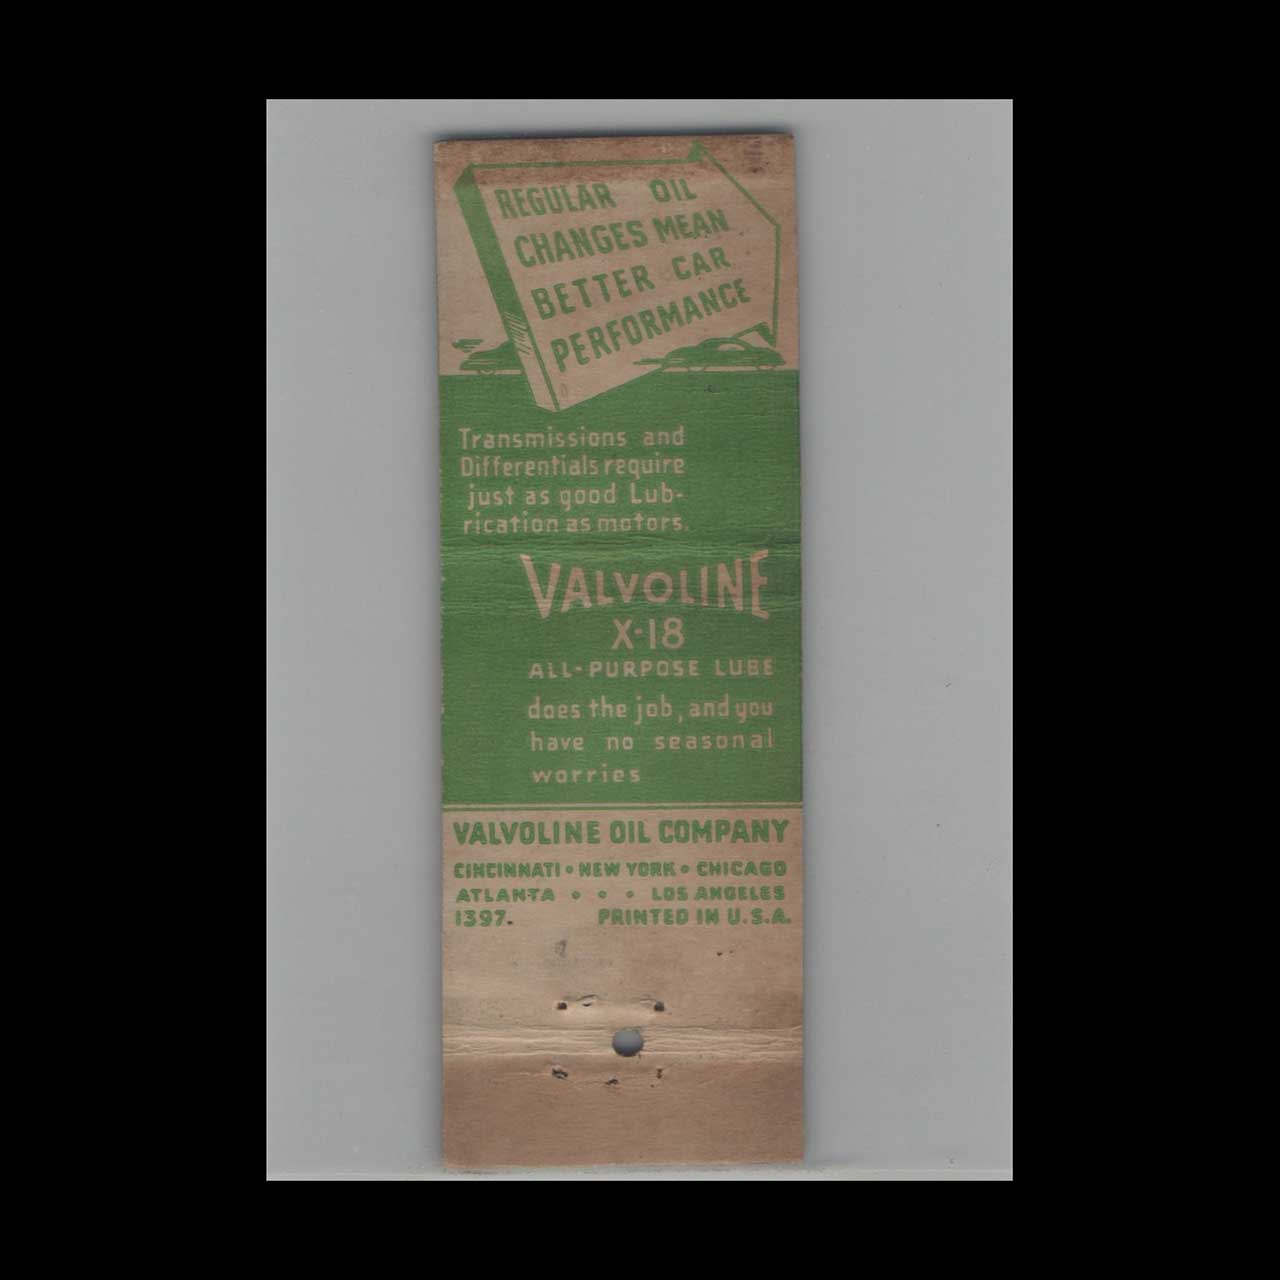 REGULAR OIL
CHANGES MEAN
BETTER CAR
PERFORMANCE
Transmissions and
Differentials require
just as good Lub-
rication as motors.
VALVOLINE
X-18
ALL-PURPOSE LUBE
does the job, and you
have no seasonal
worries
VALVOLINE OIL COMPANY
CINCINNATI • NEW YORK • CHICAGO
ATLANTA • • • LOS ANGELES
1397. PRINTED IN U.S.A.